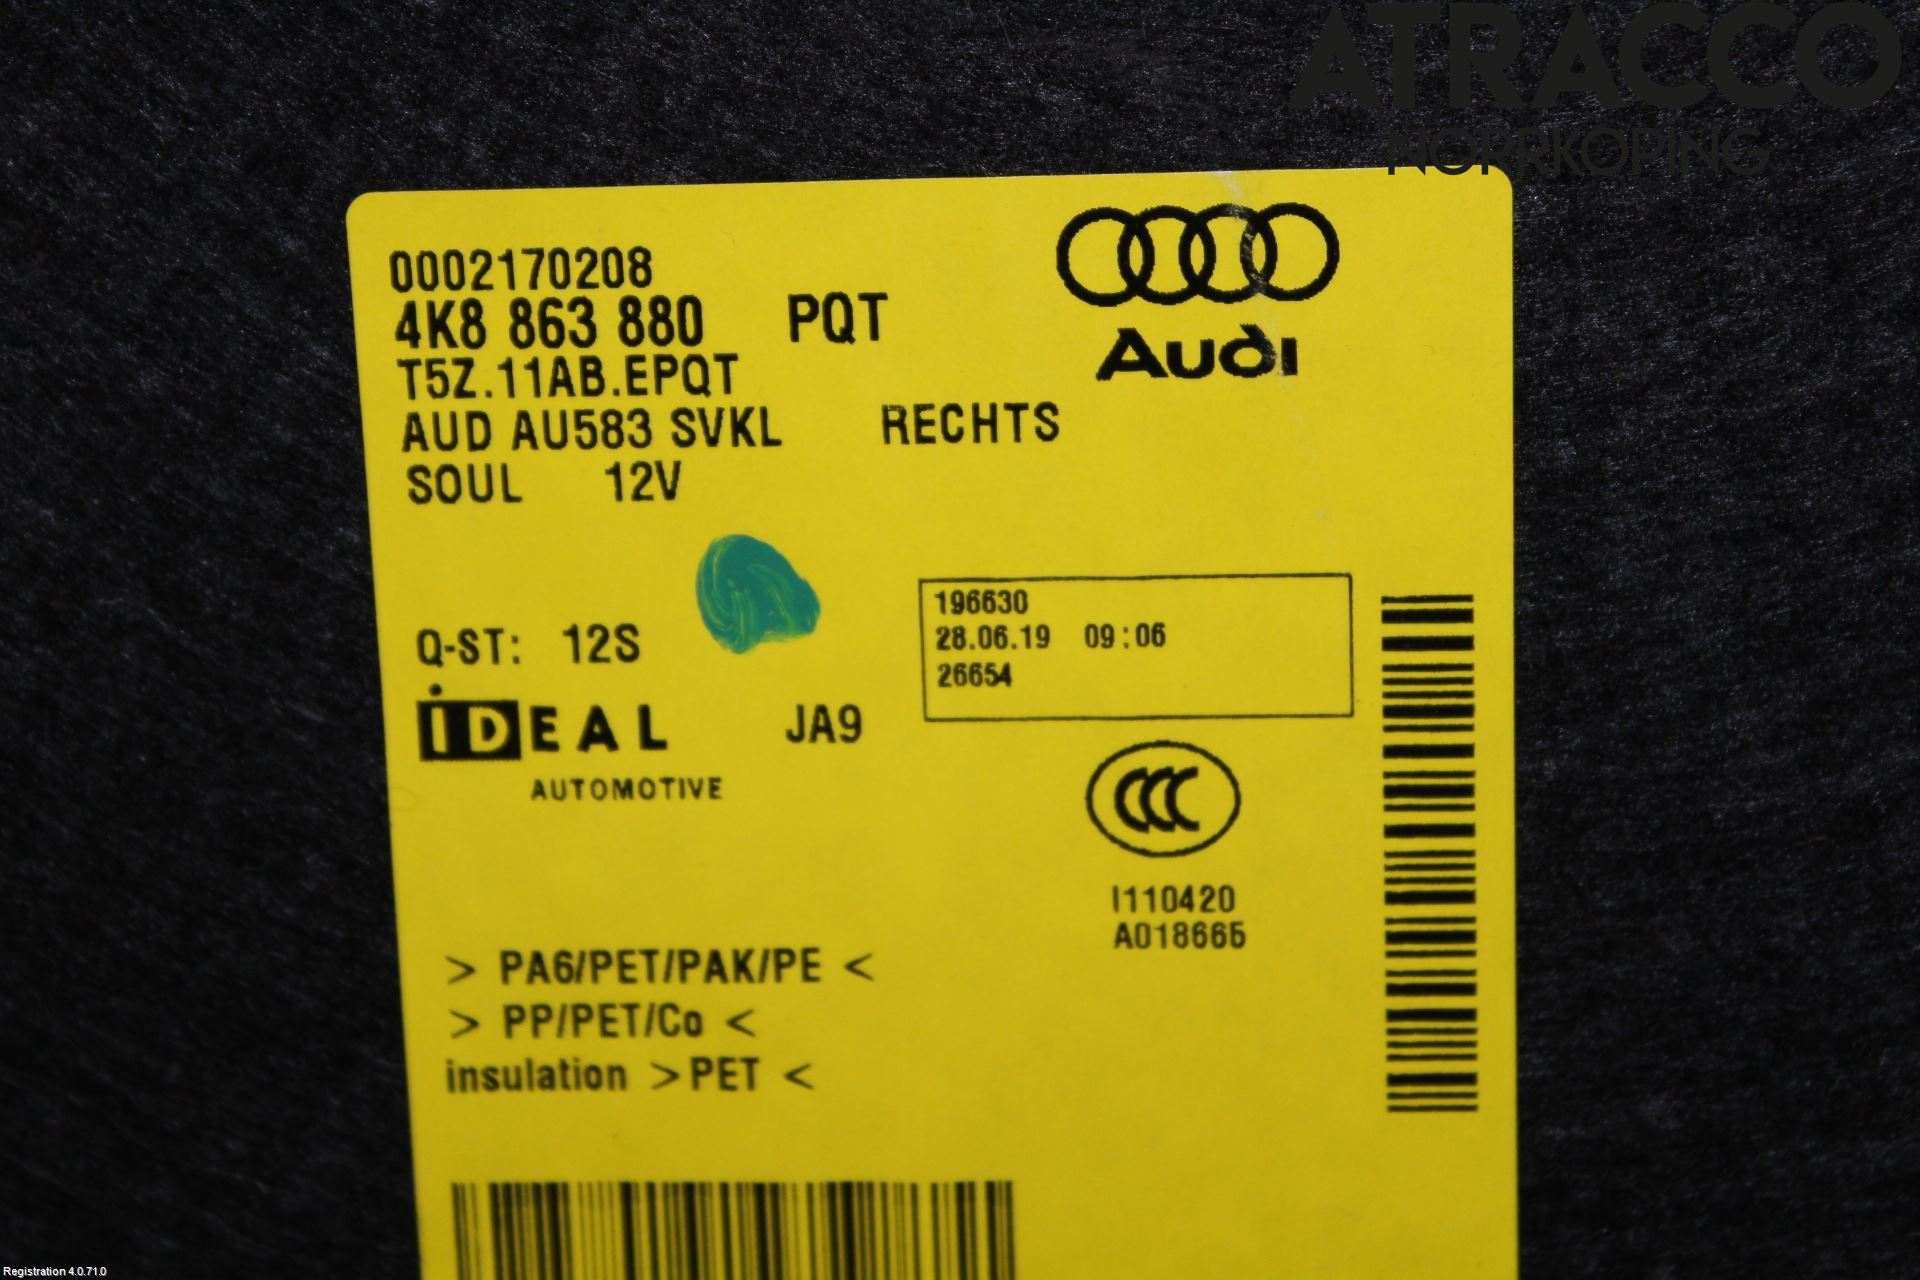 ATRACCO
NORRKÖPING
0002170208
4K8 863 880 PQT
T5Z.11AB.EPQT
AUD AU583 SVKL RECHTS
SOUL 12V
Audi
196630
28.06.19 09:06
26654
Q-ST: 12S
iDEAL JA9
AUTOMOTIVE
CCC
I110420
A018665
> PA6/PET/PAK/PE <
> PP/PET/Co <
insulation >PET <
Registration 4.0.71.0